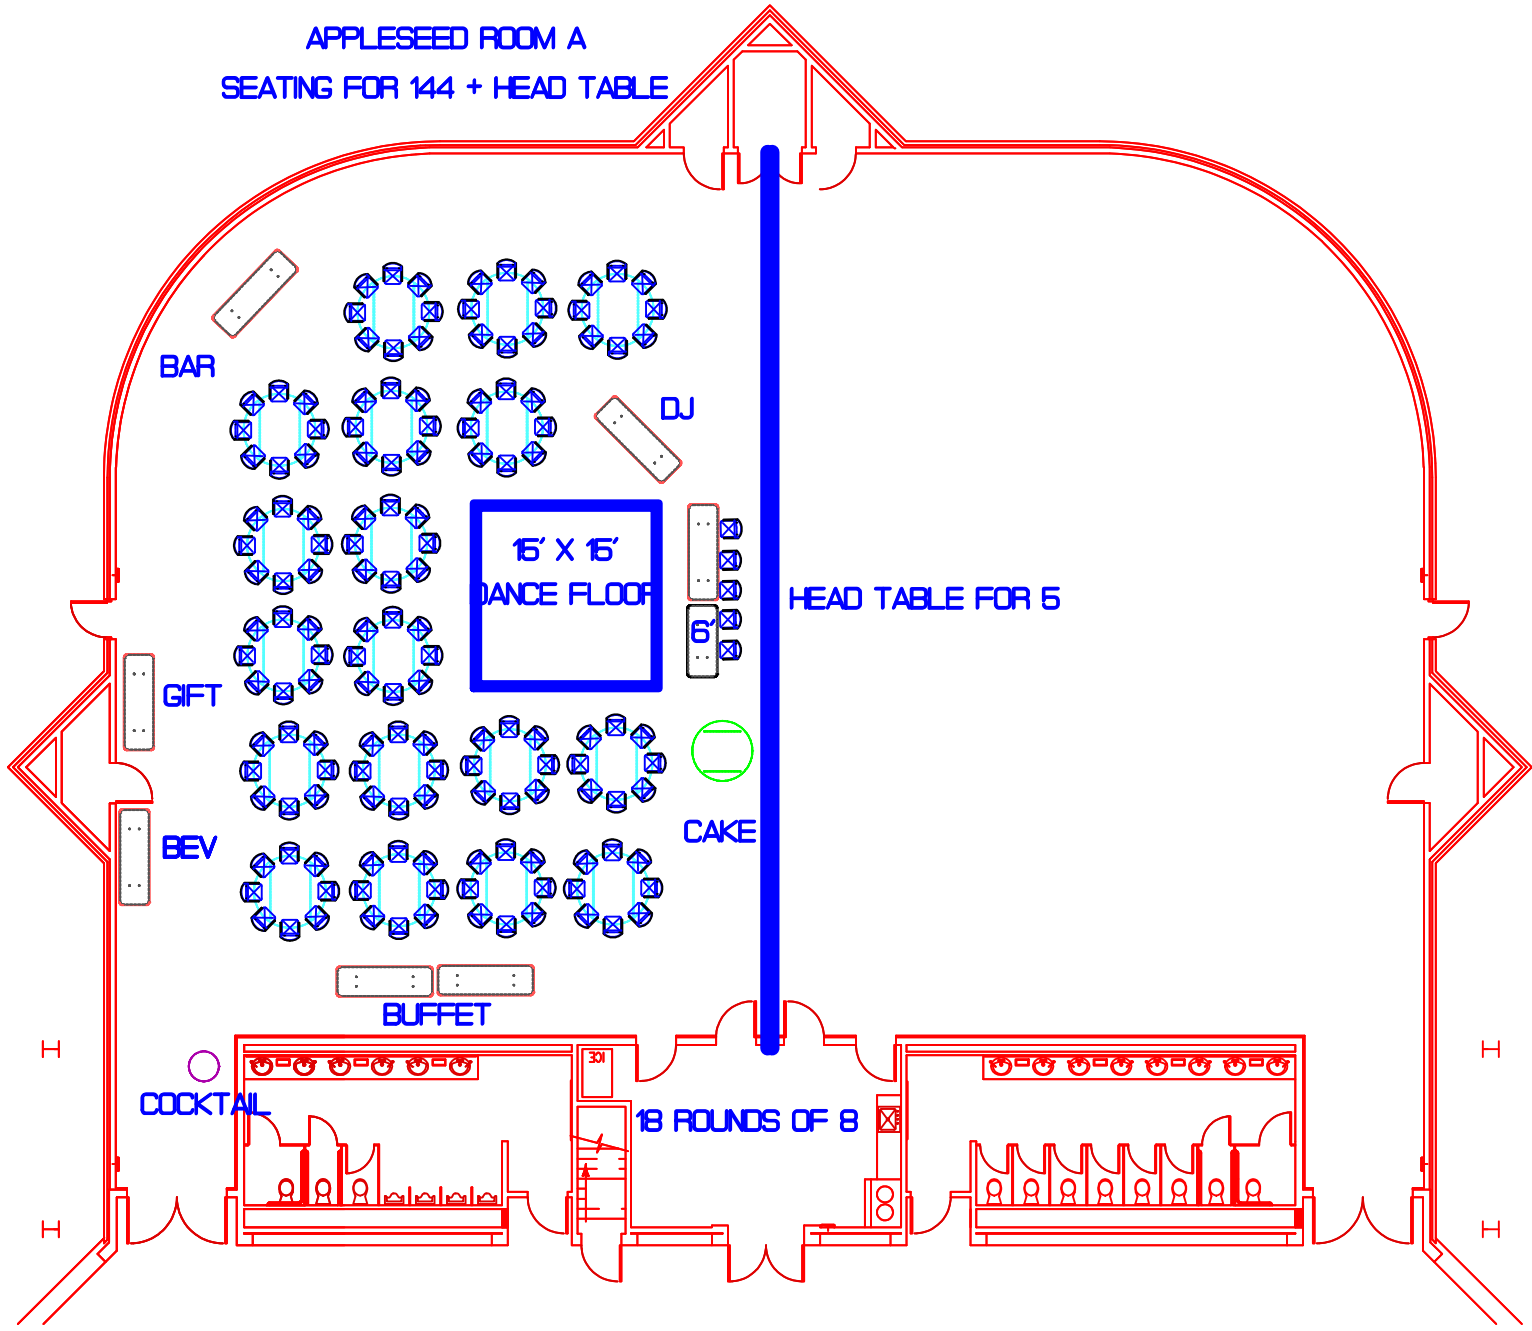 APPLESEED ROOM A
SEATING FOR 144 + HEAD TABLE
BAR
DJ
15' X 15'
DANCE FLOOR
HEAD TABLE FOR 5
6'
GIFT
CAKE
BEV
BUFFET
ICE
COCKTAIL
18 ROUNDS OF 8